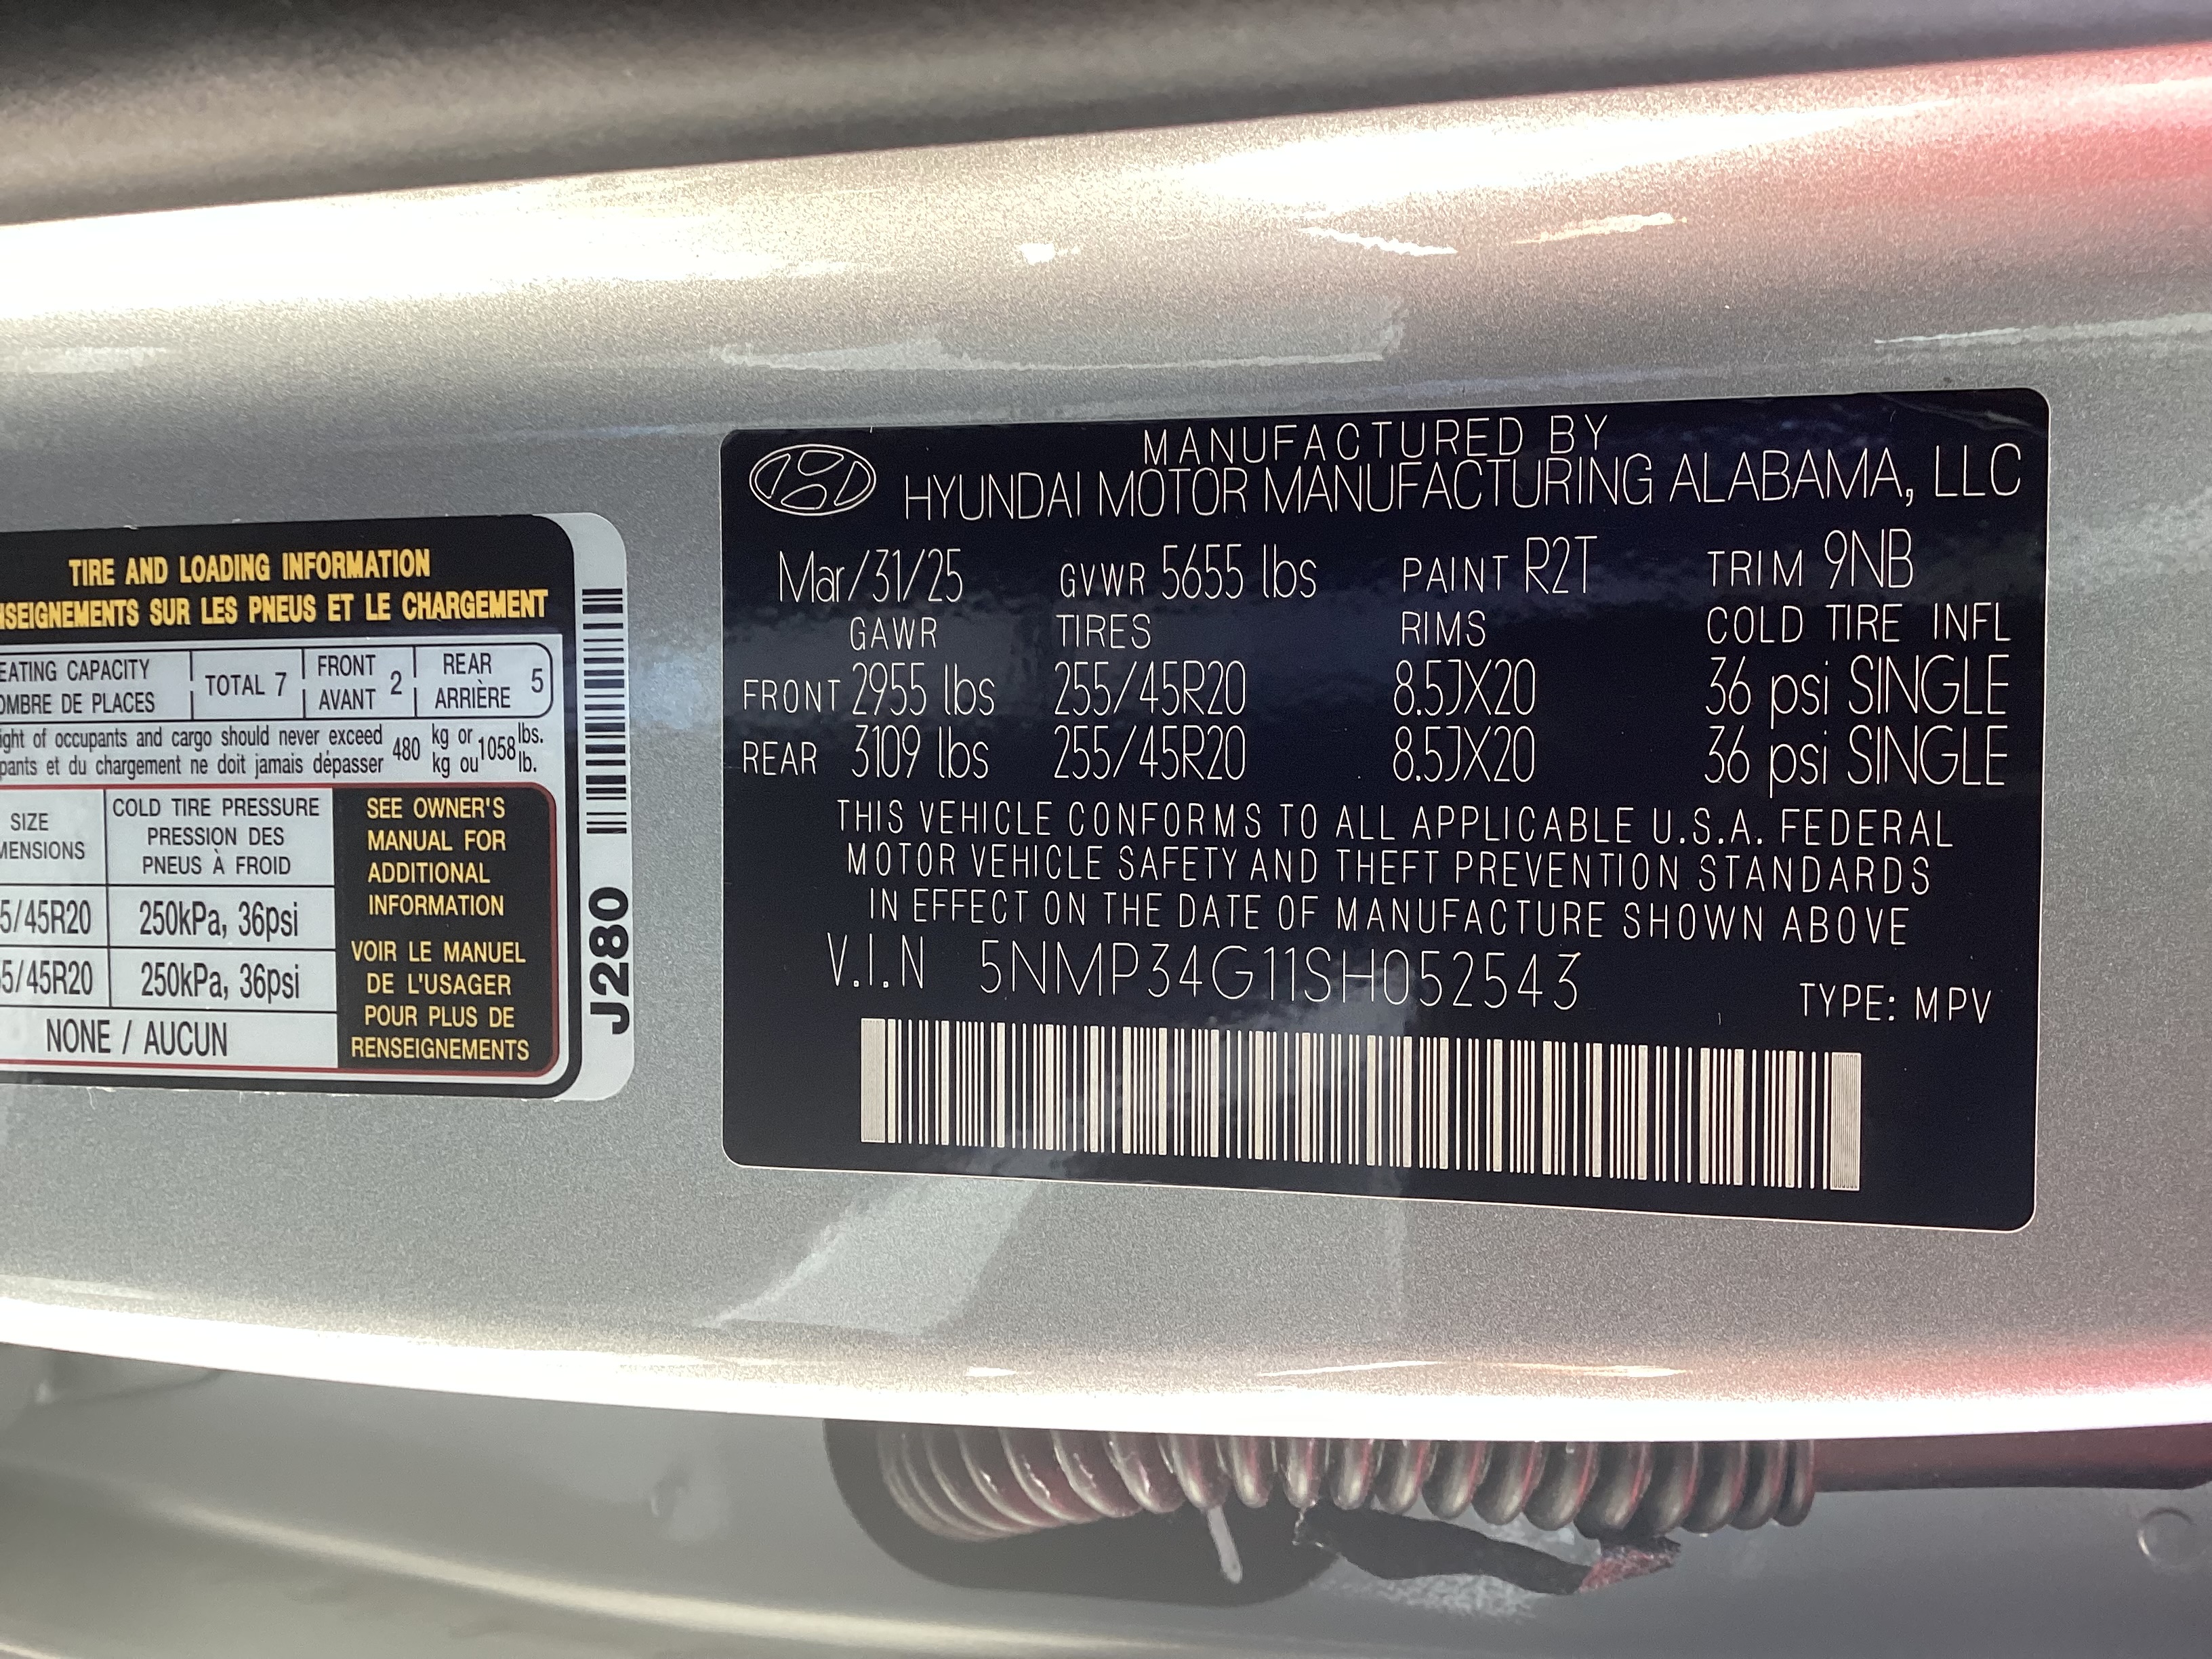 TIRE AND LOADING INFORMATION
NSEIGNEMENTS SUR LES PNEUS ET LE CHARGEMENT
EATING CAPACITY
OMBRE DE PLACES
TOTAL 7
FRONT
AVANT 2
REAR
ARRIÈRE 5
ight of occupants and cargo should never exceed 480 kg or 1058 lbs.
pants et du chargement ne doit jamais dépasser kg ou lb.
SIZE
MENSIONS
COLD TIRE PRESSURE
PRESSION DES
PNEUS À FROID
5/45R20 250kPa, 36psi
5/45R20 250kPa, 36psi
NONE / AUCUN
SEE OWNER'S
MANUAL FOR
ADDITIONAL
INFORMATION
VOIR LE MANUEL
DE L'USAGER
POUR PLUS DE
RENSEIGNEMENTS
J280
MANUFACTURED BY
HYUNDAI MOTOR MANUFACTURING ALABAMA, LLC
Mar/31/25 GVWR 5655 lbs PAINT R2T TRIM 9NB
GAWR TIRES RIMS COLD TIRE INFL
FRONT 2955 lbs 255/45R20 8.5JX20 36 psi SINGLE
REAR 3109 lbs 255/45R20 8.5JX20 36 psi SINGLE
THIS VEHICLE CONFORMS TO ALL APPLICABLE U.S.A. FEDERAL
MOTOR VEHICLE SAFETY AND THEFT PREVENTION STANDARDS
IN EFFECT ON THE DATE OF MANUFACTURE SHOWN ABOVE
V.I.N 5NMP34G11SH052543
TYPE: MPV